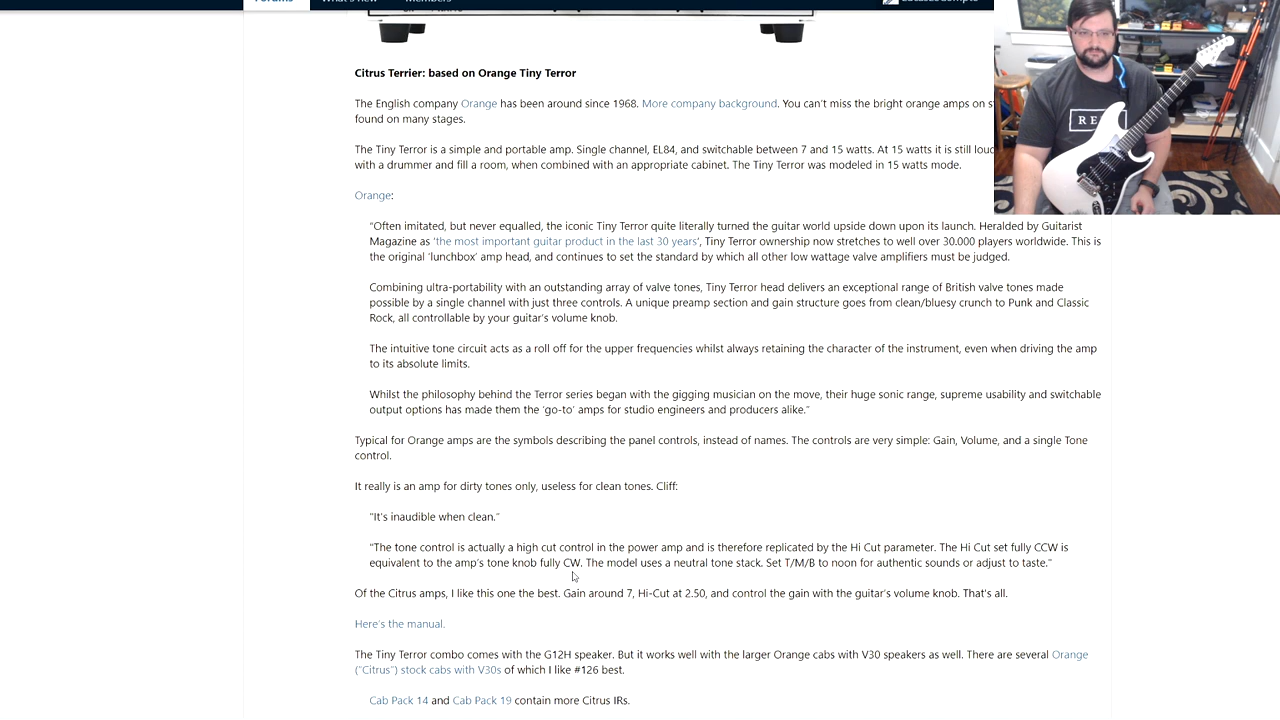 Citrus Terrier: based on Orange Tiny Terror
The English company Orange has been around since 1968. More company background. You can't miss the bright orange amps on
found on many stages.
The Tiny Terror is a simple and portable amp. Single channel, EL84, and switchable between 7 and 15 watts. At 15 watts it is still
with a drummer and fill a room, when combined with an appropriate cabinet. The Tiny Terror was modeled in 15 watts mode.
Orange:
"Often imitated, but never equalled, the iconic Tiny Terror quite literally turned the guitar world upside down upon its launch. Heralded by Guitarist
Magazine as 'the most important guitar product in the last 30 years', Tiny Terror ownership now stretches to well over 30.000 players worldwide. This is
the original 'lunchbox' amp head, and continues to set the standard by which all other low wattage valve amplifiers must be judged.
Combining ultra-portability with an outstanding array of valve tones, Tiny Terror head delivers an exceptional range of British valve tones made
possible by a single channel with just three controls. A unique preamp section and gain structure goes from clean/bluesy crunch to Punk and Classic
Rock, all controllable by your guitar's volume knob.
The intuitive tone circuit acts as a roll off for the upper frequencies whilst always retaining the character of the instrument, even when driving the amp
to its absolute limits.
Whilst the philosophy behind the Terror series began with the gigging musician on the move, their huge sonic range, supreme usability and switchable
output options has made them the 'go-to' amps for studio engineers and producers alike."
Typical for Orange amps are the symbols describing the panel controls, instead of names. The controls are very simple: Gain, Volume, and a single Tone
control.
It really is an amp for dirty tones only, useless for clean tones. Cliff:
"It's inaudible when clean."
"The tone control is actually a high cut control in the power amp and is therefore replicated by the Hi Cut parameter. The Hi Cut set fully CCW is
equivalent to the amp's tone knob fully CW. The model uses a neutral tone stack. Set T/M/B to noon for authentic sounds or adjust to taste."
Of the Citrus amps, I like this one the best. Gain around 7, Hi-Cut at 2.50, and control the gain with the guitar's volume knob. That's all.
Here's the manual.
The Tiny Terror combo comes with the G12H speaker. But it works well with the larger Orange cabs with V30 speakers as well. There are several Orange
("Citrus") stock cabs with V30s of which I like #126 best.
Cab Pack 14 and Cab Pack 19 contain more Citrus IRs.